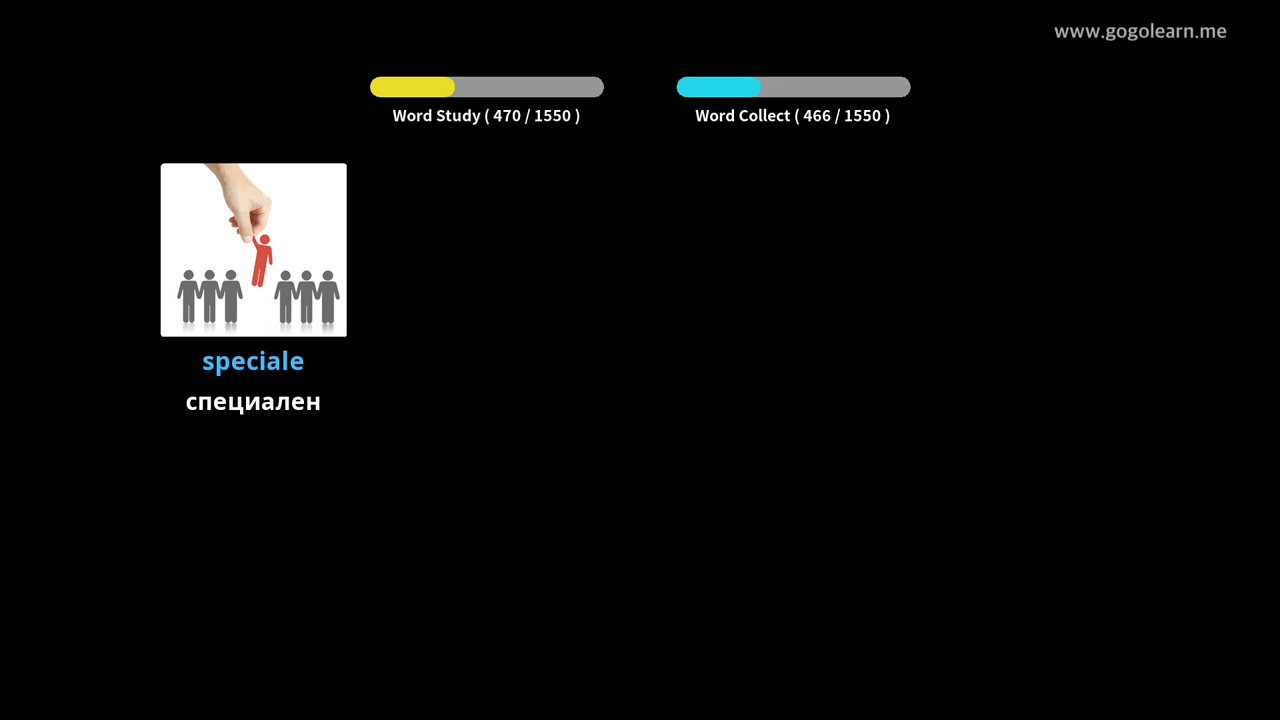 www.gogolearn.me
Word Study ( 470 / 1550 )
Word Collect ( 466 / 1550 )
speciale
специален